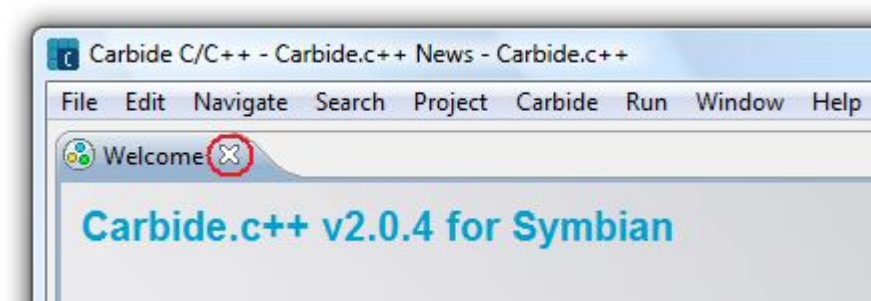 Carbide C/C++ - Carbide.c++ News - Carbide.c++
File Edit Navigate Search Project Carbide Run Window Help
Welcome
Carbide.c++ v2.0.4 for Symbian